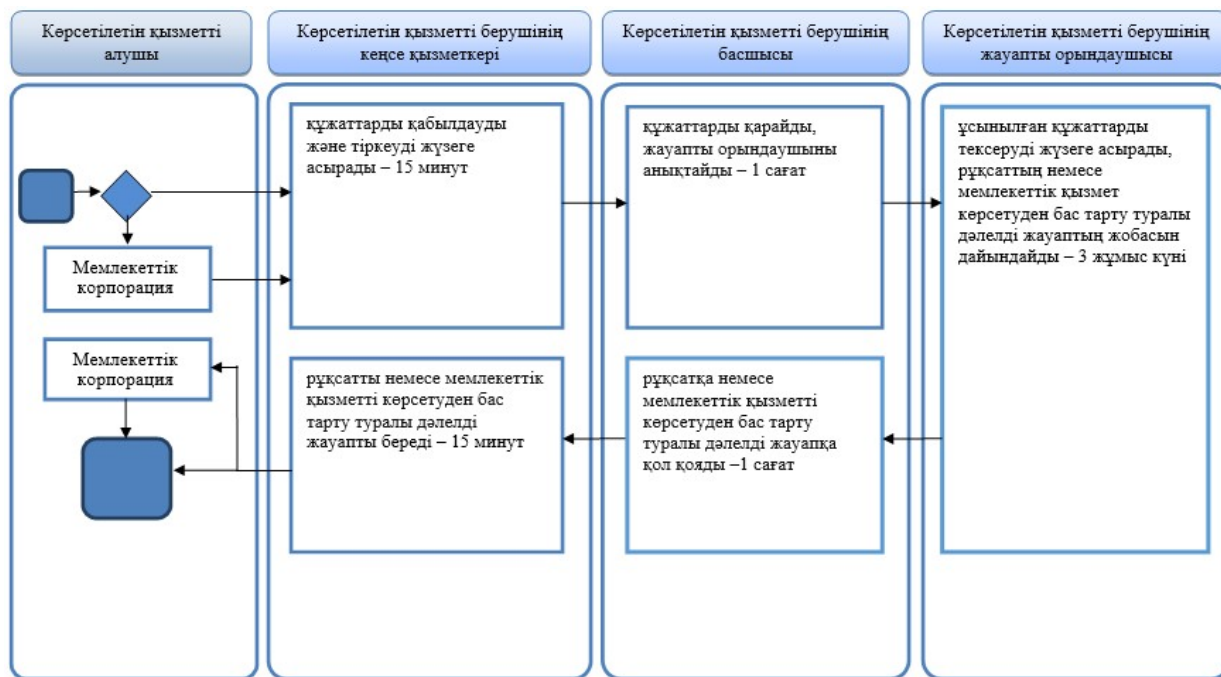 Көрсетілетін қызметті
алушы
Көрсетілетін қызметті берушінің
кеңсе қызметкері
Көрсетілетін қызметті берушінің
басшысы
Көрсетілетін қызметті берушінің
жауапты орындаушысы
құжаттарды қабылдауды
және тіркеуді жүзеге
асырады – 15 минут
құжаттарды қарайды,
жауапты орындаушыны
анықтайды – 1 сағат
ұсынылған құжаттарды
тексеруді жүзеге асырады,
рұқсаттың немесе
мемлекеттік қызмет
көрсетуден бас тарту туралы
дәлелді жауаптың жобасын
дайындайды – 3 жұмыс күні
Мемлекеттік
корпорация
Мемлекеттік
корпорация
рұқсатты немесе мемлекеттік
қызметті көрсетуден бас
тарту туралы дәлелді
жауапты береді – 15 минут
рұқсатқа немесе
мемлекеттік қызметті
көрсетуден бас тарту
туралы дәлелді жауапқа
қол қояды –1 сағат